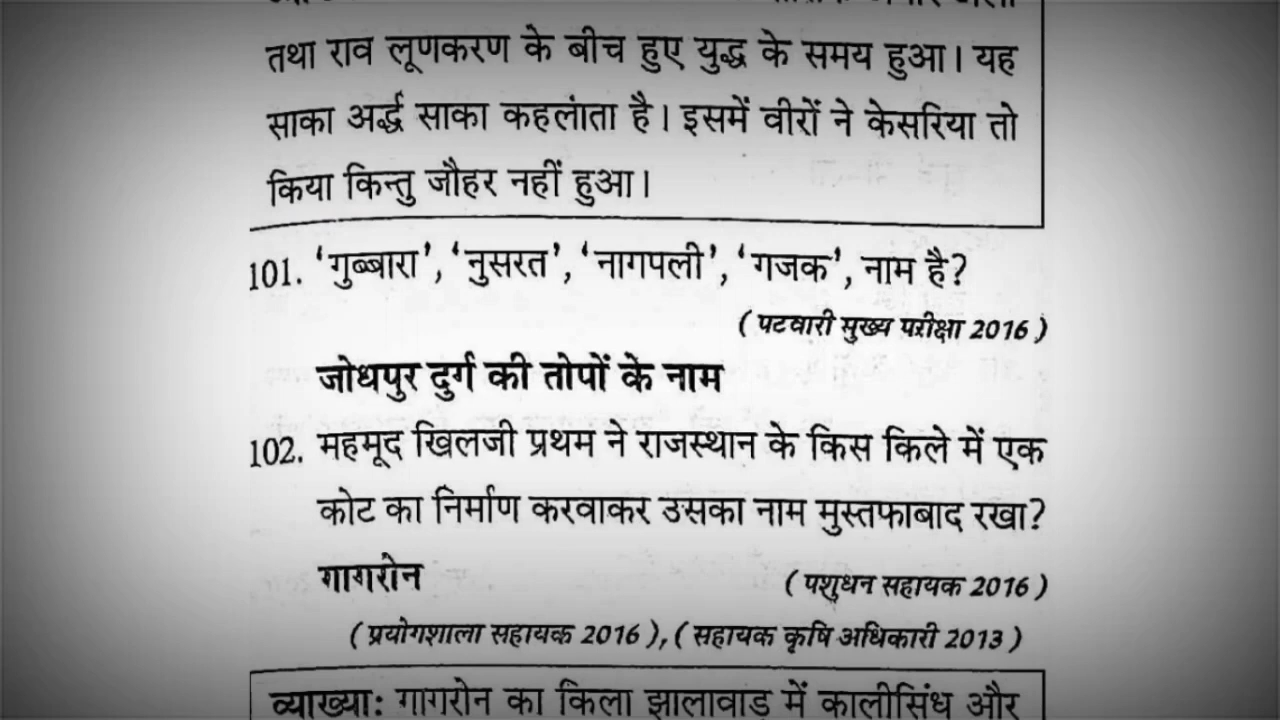 तथा राव लूणकरण के बीच हुए युद्ध के समय हुआ। यह
साका अर्द्ध साका कहलाता है। इसमें वीरों ने केसरिया तो
किया किन्तु जौहर नहीं हुआ।
101. ‘गुब्बारा’, ‘नुसरत’, ‘नागपली’, ‘गजक’, नाम है?
( पटवारी मुख्य परीक्षा 2016 )
जोधपुर दुर्ग की तोपों के नाम
102. महमूद खिलजी प्रथम ने राजस्थान के किस किले में एक
कोट का निर्माण करवाकर उसका नाम मुस्तफाबाद रखा?
गागरोन ( पशुधन सहायक 2016 )
( प्रयोगशाला सहायक 2016 ), ( सहायक कृषि अधिकारी 2013 )
व्याख्या: गागरोन का किला झालावाड़ में कालीसिंध और